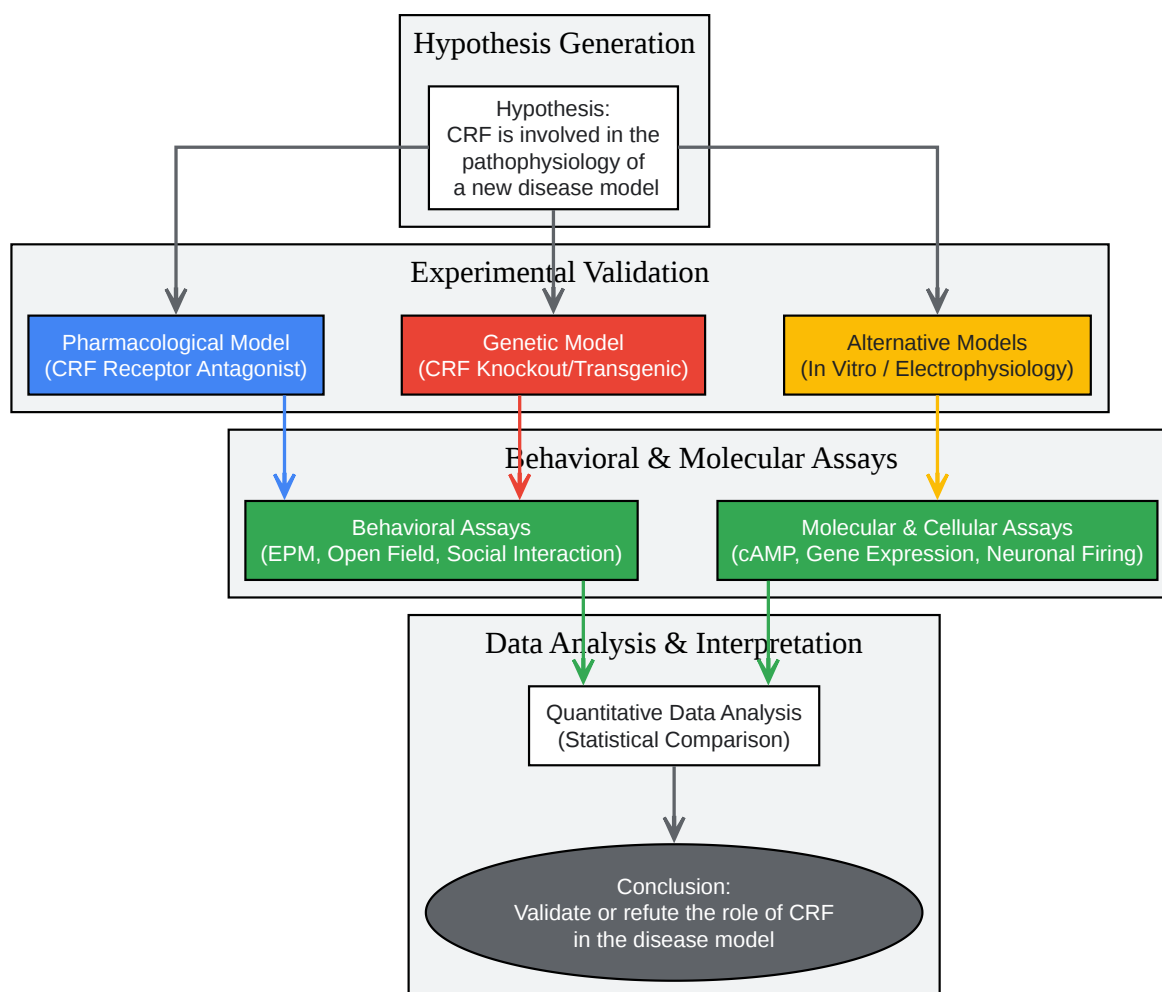 Hypothesis Generation
Hypothesis:
CRF is involved in the
pathophysiology of
a new disease model
Experimental Validation
Pharmacological Model
(CRF Receptor Antagonist)
Genetic Model
(CRF Knockout/Transgenic)
Alternative Models
(In Vitro / Electrophysiology)
Behavioral & Molecular Assays
Behavioral Assays
(EPM, Open Field, Social Interaction)
Molecular & Cellular Assays
(cAMP, Gene Expression, Neuronal Firing)
Data Analysis & Interpretation
Quantitative Data Analysis
(Statistical Comparison)
Conclusion:
Validate or refute the role of CRF
in the disease model